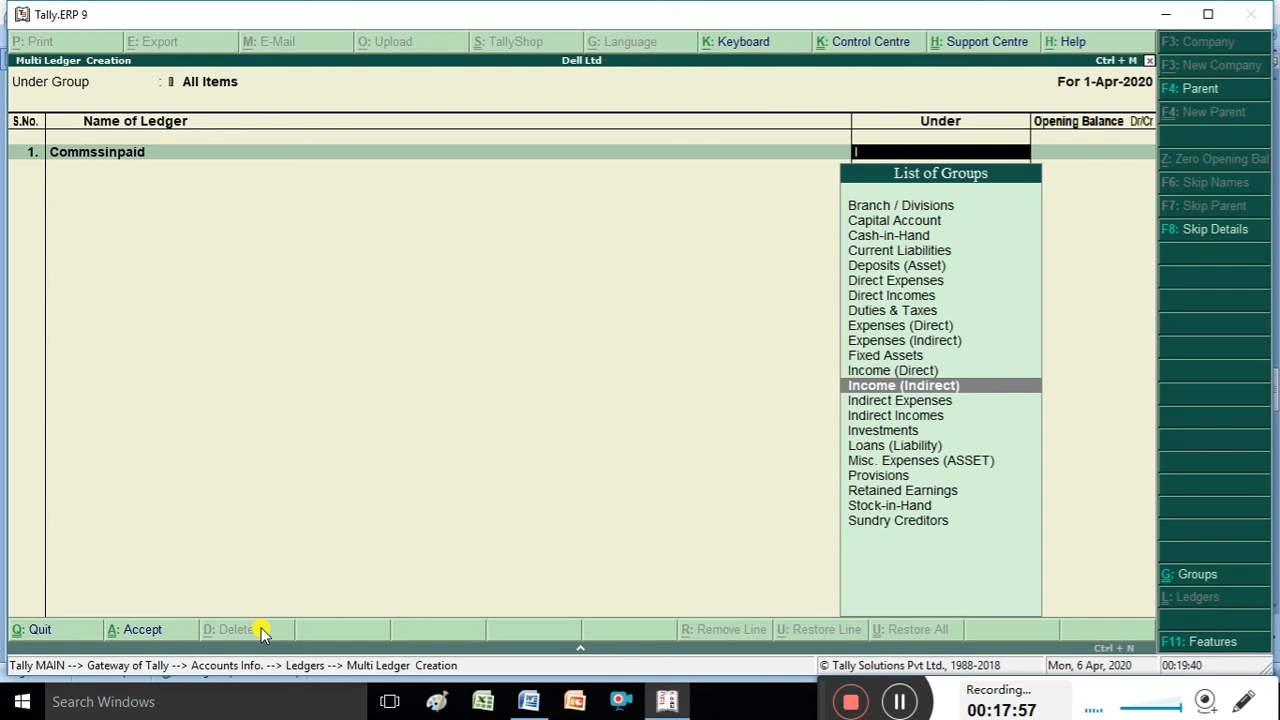 Tally.ERP 9
P: Print E: Export M: E-Mail O: Upload S: TallyShop G: Language K: Keyboard K: Control Centre H: Support Centre H: Help
Multi Ledger Creation Dell Ltd Ctrl + M
Under Group : All Items For 1-Apr-2020
S.No. Name of Ledger Under Opening Balance Dr/Cr
1. Commssinpaid
List of Groups
Branch / Divisions
Capital Account
Cash-in-Hand
Current Liabilities
Deposits (Asset)
Direct Expenses
Direct Incomes
Duties & Taxes
Expenses (Direct)
Expenses (Indirect)
Fixed Assets
Income (Direct)
Income (Indirect)
Indirect Expenses
Indirect Incomes
Investments
Loans (Liability)
Misc. Expenses (ASSET)
Provisions
Retained Earnings
Stock-in-Hand
Sundry Creditors
F3: Company
F3: New Company
F4: Parent
F4: New Parent
Z: Zero Opening Bal
F6: Skip Names
F7: Skip Parent
F8: Skip Details
G: Groups
L: Ledgers
F11: Features
Q: Quit A: Accept D: Delete R: Remove Line U: Restore Line U: Restore All
Ctrl + N
Tally MAIN --> Gateway of Tally --> Accounts Info. --> Ledgers --> Multi Ledger Creation © Tally Solutions Pvt Ltd., 1988-2018 Mon, 6 Apr, 2020 00:19:40
Search Windows
Recording...
00:17:57